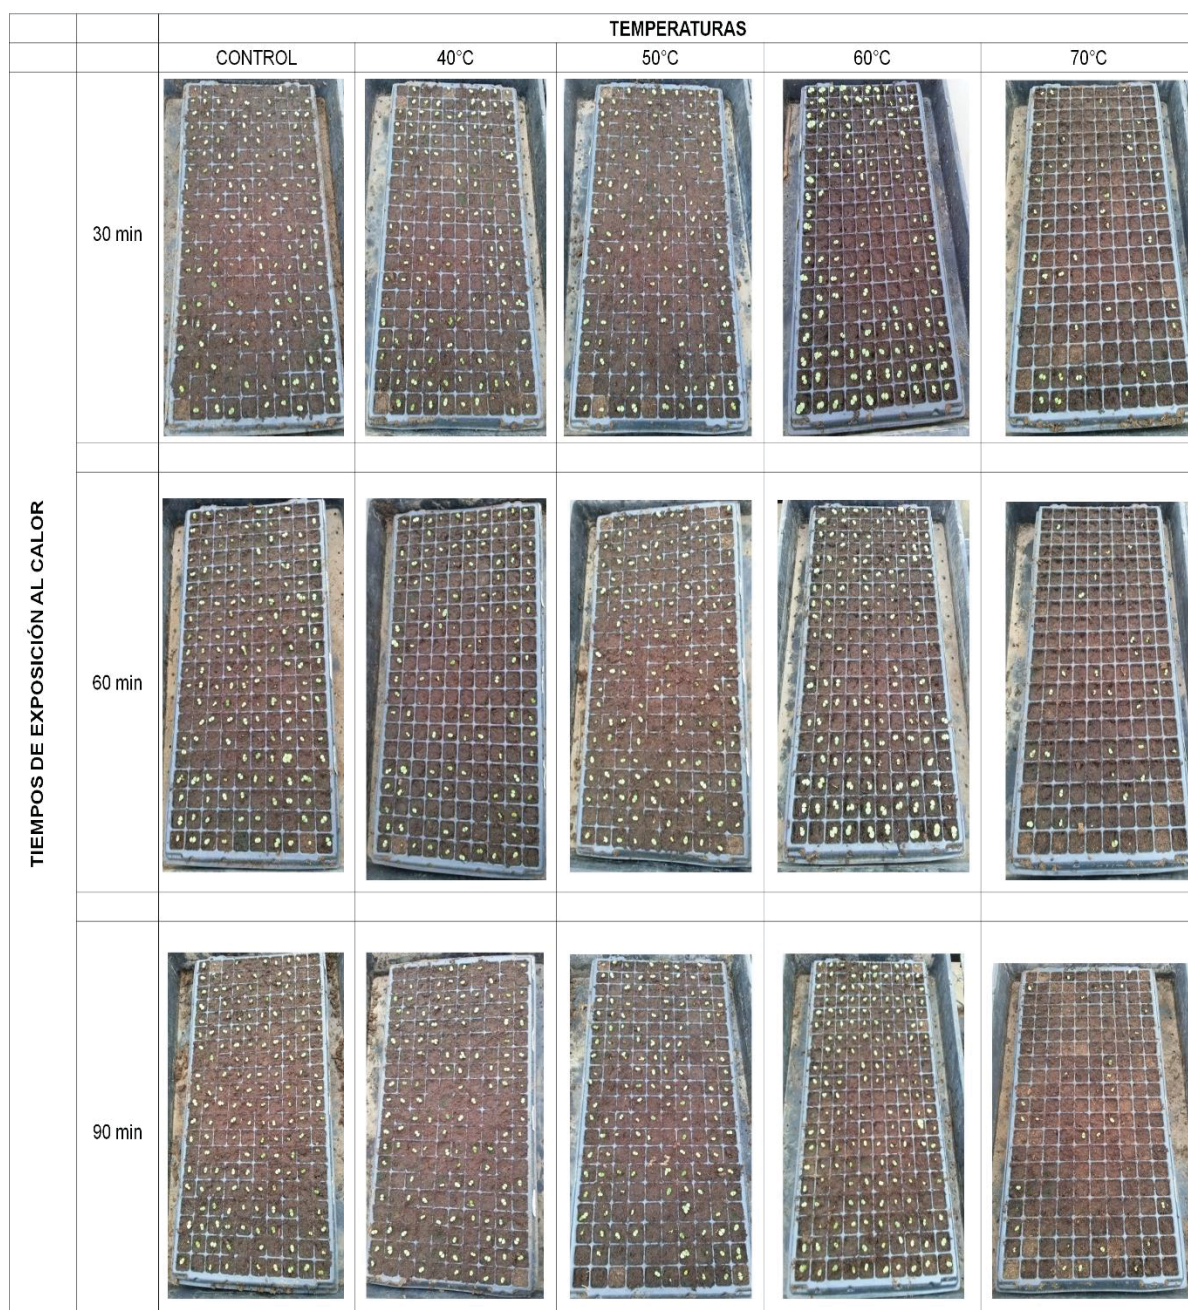 TEMPERATURAS
CONTROL 40°C 50°C 60°C 70°C
TIEMPOS DE EXPOSICIÓN AL CALOR
30 min
60 min
90 min